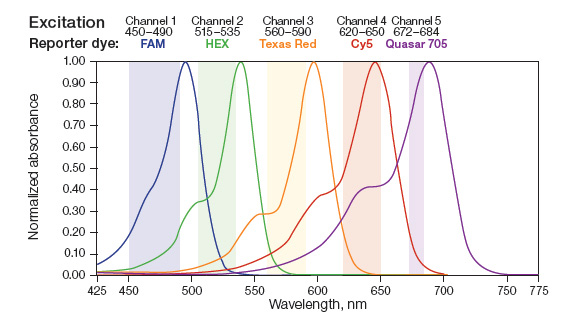 Excitation Channel 1 Channel 2 Channel 3 Channel 4 Channel 5
450–490 515–535 560–590 620–650 672–684
Reporter dye: FAM HEX Texas Red Cy5 Quasar 705
1.00
0.90
0.80
0.70
0.60
0.50
0.40
0.30
0.20
0.10
0.00
Normalized absorbance
425 450 500 550 600 650 700 750 775
Wavelength, nm